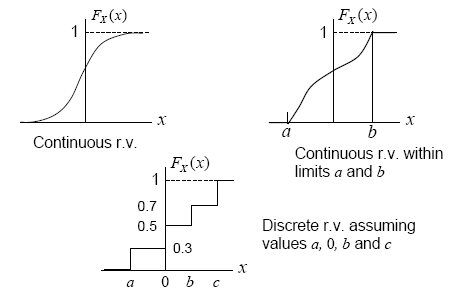 F_X(x)
1
x
Continuous r.v.
F_X(x)
1
x
a
b
Continuous r.v. within
limits a and b
F_X(x)
1
0.7
0.5
0.3
x
a 0 b c
Discrete r.v. assuming
values a, 0, b and c